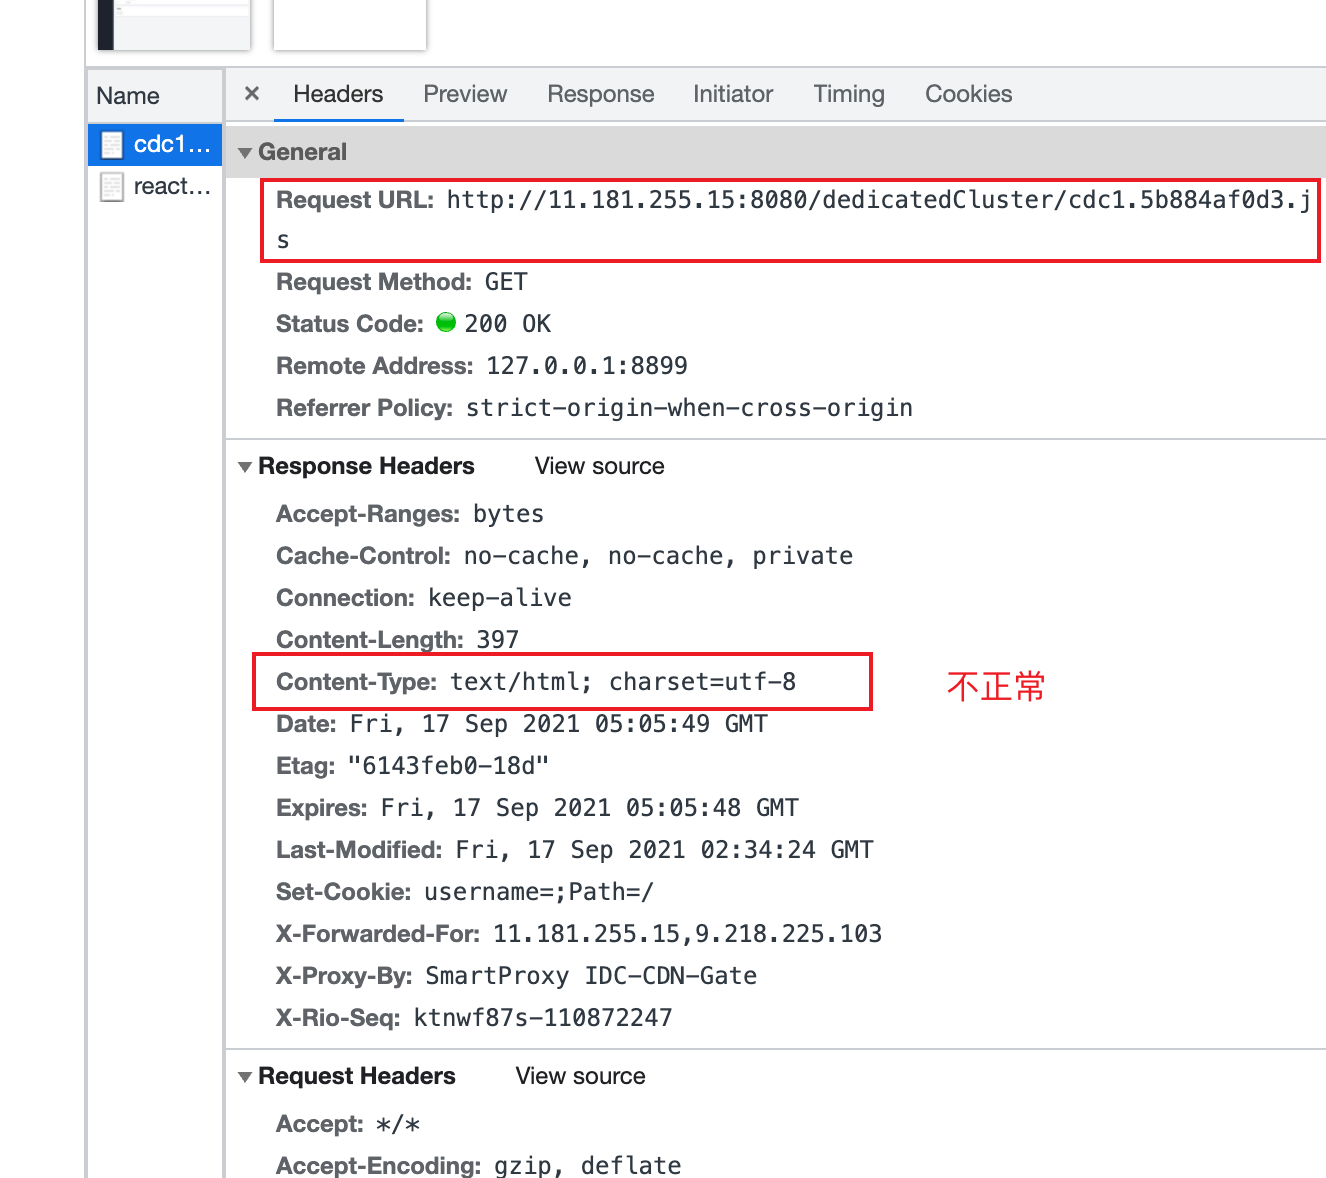 Name
cdc1...
react...
× Headers Preview Response Initiator Timing Cookies
General
Request URL: http://11.181.255.15:8080/dedicatedCluster/cdc1.5b884af0d3.j
s
Request Method: GET
Status Code: 200 OK
Remote Address: 127.0.0.1:8899
Referrer Policy: strict-origin-when-cross-origin
Response Headers View source
Accept-Ranges: bytes
Cache-Control: no-cache, no-cache, private
Connection: keep-alive
Content-Length: 397
Content-Type: text/html; charset=utf-8 不正常
Date: Fri, 17 Sep 2021 05:05:49 GMT
Etag: "6143feb0-18d"
Expires: Fri, 17 Sep 2021 05:05:48 GMT
Last-Modified: Fri, 17 Sep 2021 02:34:24 GMT
Set-Cookie: username=;Path=/
X-Forwarded-For: 11.181.255.15,9.218.225.103
X-Proxy-By: SmartProxy IDC-CDN-Gate
X-Rio-Seq: ktnwf87s-110872247
Request Headers View source
Accept: */*
Accept-Encoding: gzip, deflate